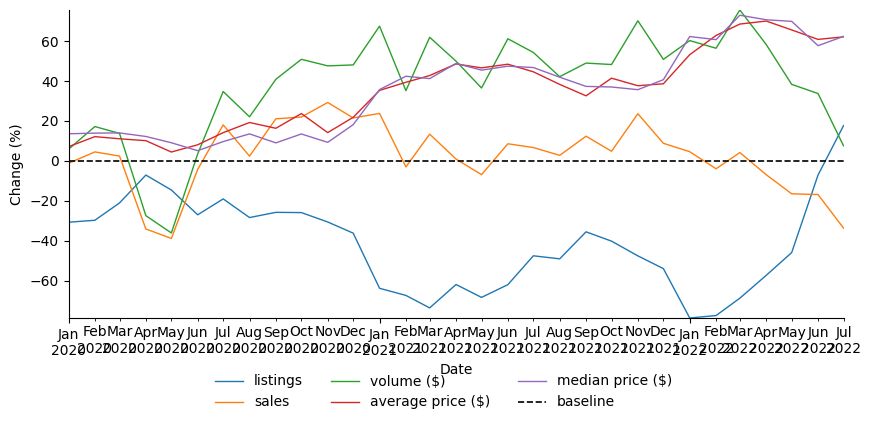 60
40
20
0
−20
−40
−60
Change (%)
Jan Feb Mar Apr May Jun Jul Aug Sep Oct Nov Dec Jan Feb Mar Apr May Jun Jul Aug Sep Oct Nov Dec Jan Feb Mar Apr May Jun Jul
2020 2020 2020 2020 2020 2020 2020 2020 2020 2020 2020 2020 2021 2021 2021 2021 2021 2021 2021 2021 2021 2021 2021 2021 2022 2022 2022 2022 2022 2022 2022
Date
listings volume ($) median price ($)
sales average price ($) baseline